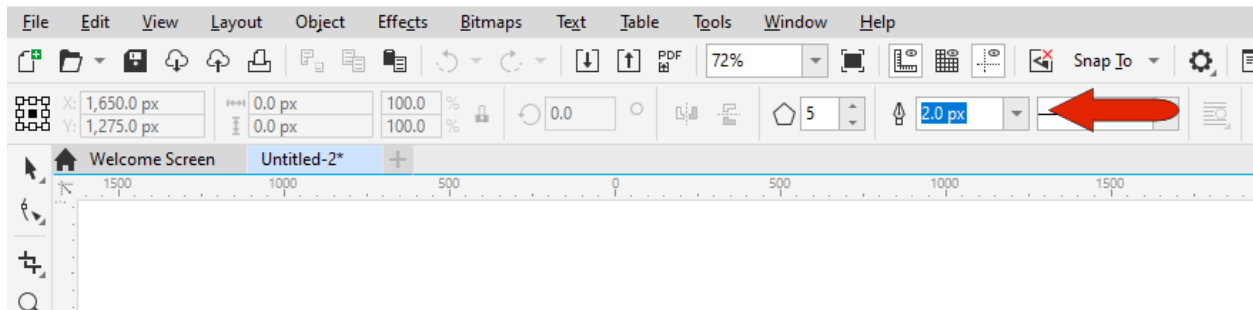 File Edit View Layout Object Effects Bitmaps Text Table Tools Window Help
PDF 72% Snap To
X: 1,650.0 px 0.0 px 100.0 % 0.0 5 2.0 px
Y: 1,275.0 px 0.0 px 100.0 %
Welcome Screen Untitled-2*
1500 1000 500 0 500 1000 1500